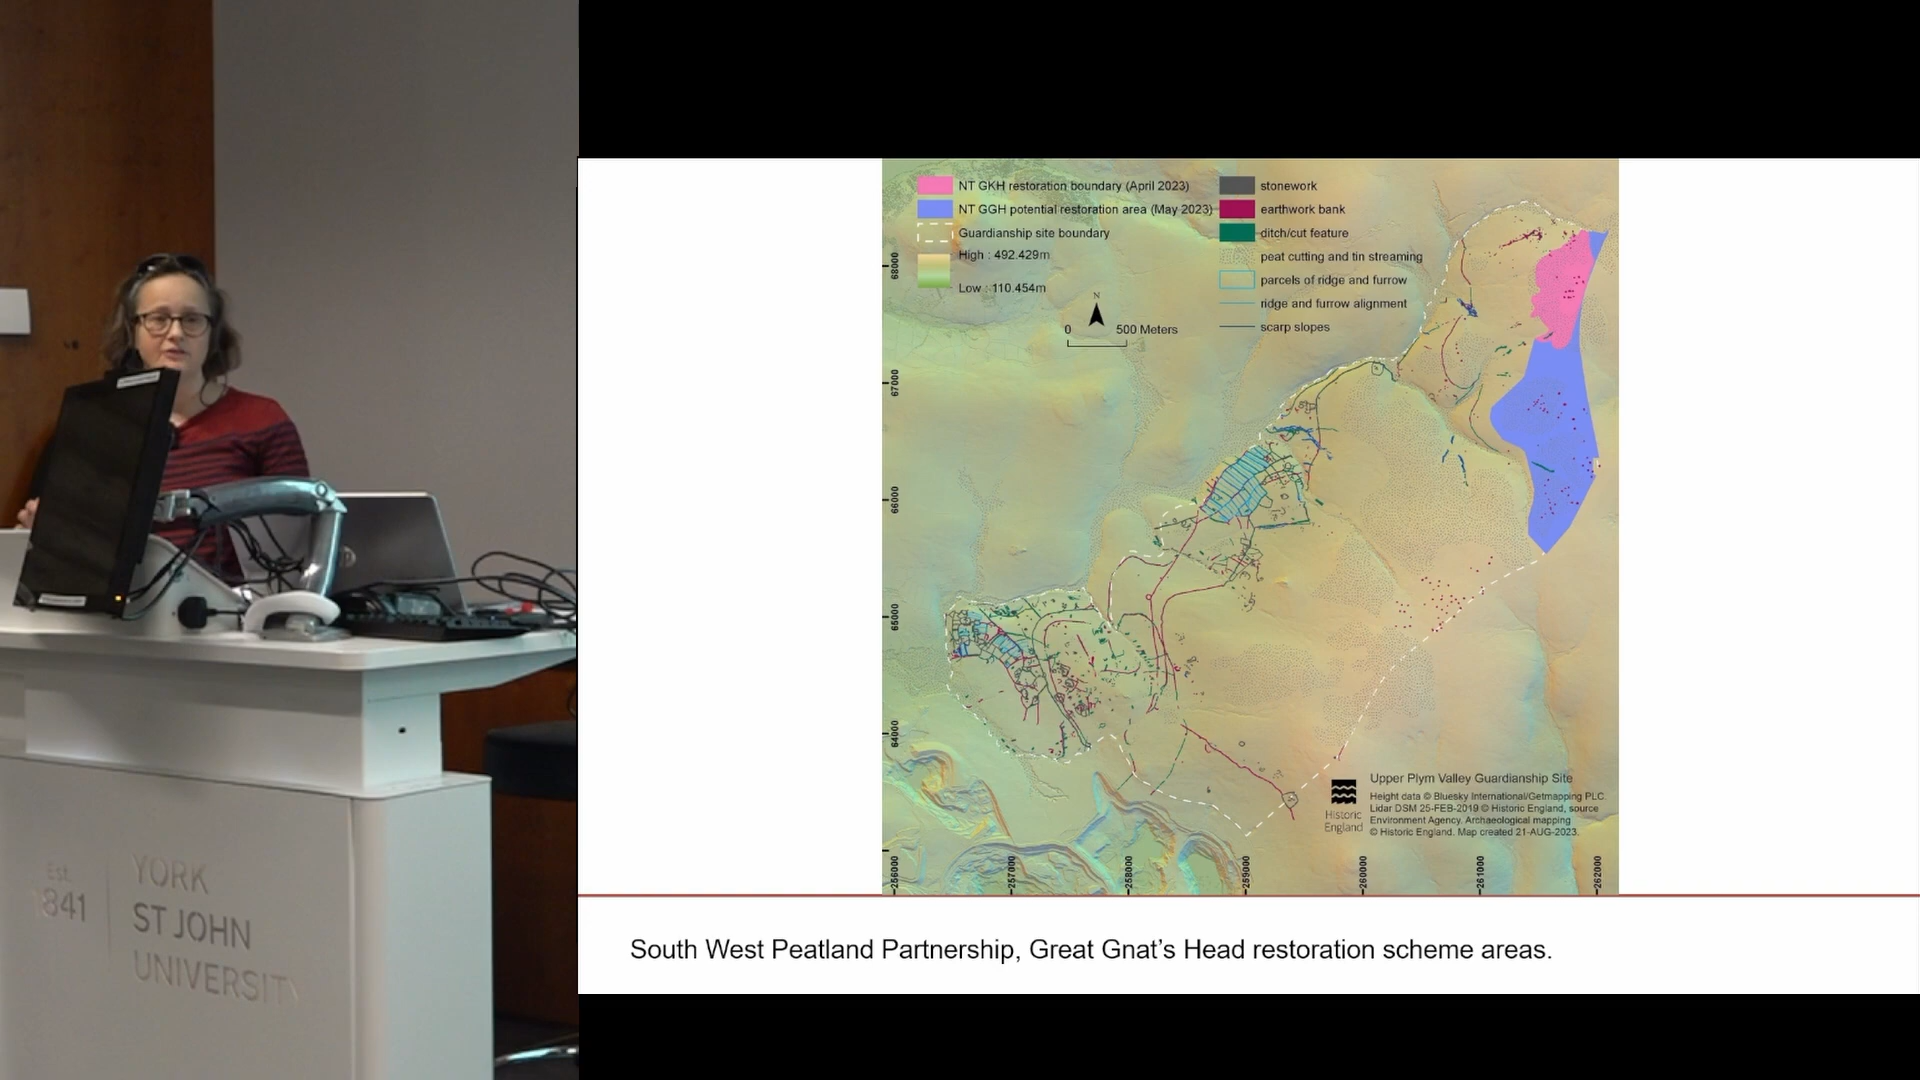 Est.
1841
YORK
ST JOHN
UNIVERSITY
NT GKH restoration boundary (April 2023)
NT GGH potential restoration area (May 2023)
Guardianship site boundary
High : 492.429m
Low : 110.454m
stonework
earthwork bank
ditch/cut feature
peat cutting and tin streaming
parcels of ridge and furrow
ridge and furrow alignment
scarp slopes
N
0 500 Meters
68000
67000
66000
65000
64000
256000
257000
258000
259000
260000
261000
262000
Historic
England
Upper Plym Valley Guardianship Site
Height data © Bluesky International/Getmapping PLC.
Lidar DSM 25-FEB-2019 © Historic England, source
Environment Agency. Archaeological mapping
© Historic England. Map created 21-AUG-2023.
South West Peatland Partnership, Great Gnat’s Head restoration scheme areas.